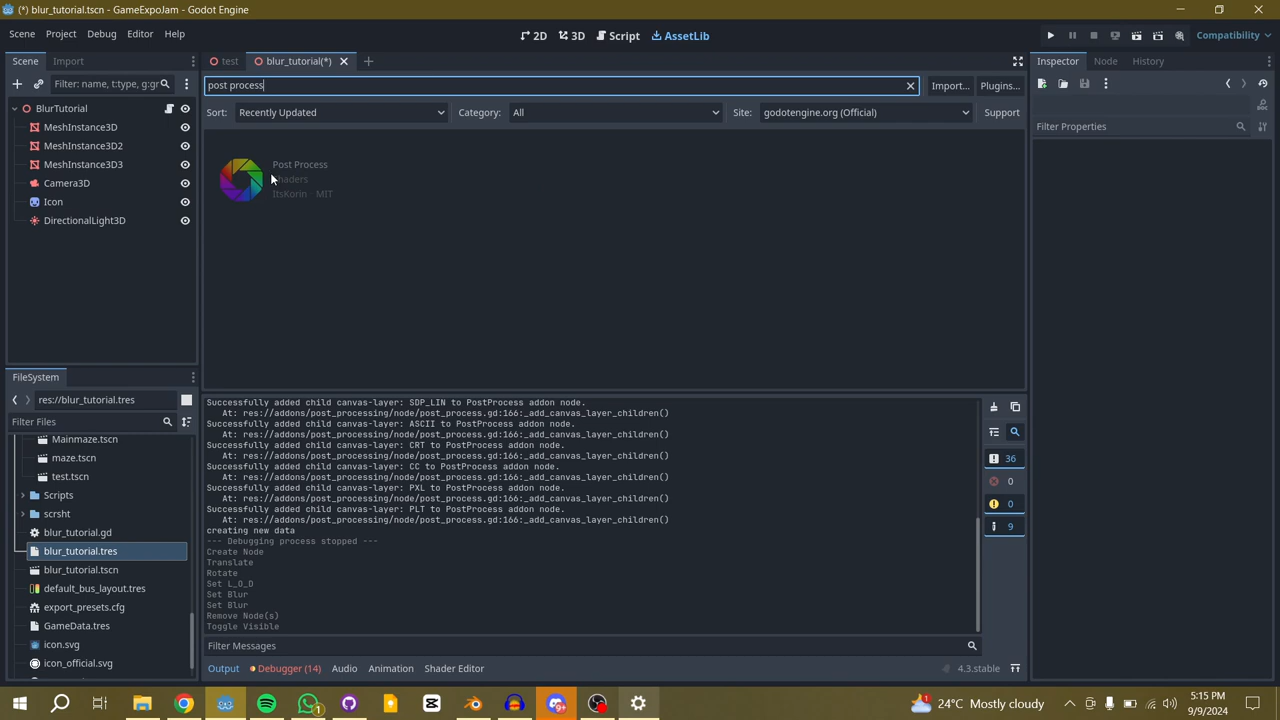 (*) blur_tutorial.tscn - GameExpoJam - Godot Engine
Scene Project Debug Editor Help
2D 3D Script AssetLib
Compatibility
Scene Import
test blur_tutorial(*)
Inspector Node History
Filter: name, t:type, g:gr
post process
Import... Plugins...
Sort: Recently Updated Category: All Site: godotengine.org (Official) Support
Filter Properties
BlurTutorial
MeshInstance3D
MeshInstance3D2
MeshInstance3D3
Camera3D
Icon
DirectionalLight3D
Post Process
ItsKorin · MIT
FileSystem
res://blur_tutorial.tres
Filter Files
Mainmaze.tscn
maze.tscn
test.tscn
Scripts
scrsht
blur_tutorial.gd
blur_tutorial.tres
blur_tutorial.tscn
default_bus_layout.tres
export_presets.cfg
GameData.tres
icon.svg
icon_official.svg
Successfully added child canvas-layer: SDP_LIN to PostProcess addon node.
At: res://addons/post_processing/node/post_process.gd:166:_add_canvas_layer_children()
Successfully added child canvas-layer: ASCII to PostProcess addon node.
At: res://addons/post_processing/node/post_process.gd:166:_add_canvas_layer_children()
Successfully added child canvas-layer: CRT to PostProcess addon node.
At: res://addons/post_processing/node/post_process.gd:166:_add_canvas_layer_children()
Successfully added child canvas-layer: CC to PostProcess addon node.
At: res://addons/post_processing/node/post_process.gd:166:_add_canvas_layer_children()
Successfully added child canvas-layer: PXL to PostProcess addon node.
At: res://addons/post_processing/node/post_process.gd:166:_add_canvas_layer_children()
Successfully added child canvas-layer: PLT to PostProcess addon node.
At: res://addons/post_processing/node/post_process.gd:166:_add_canvas_layer_children()
creating new data
--- Debugging process stopped ---
Create Node
Translate
Rotate
Set L_O_D
Set Blur
Set Blur
Remove Node(s)
Toggle Visible
36
0
0
9
Filter Messages
Output Debugger (14) Audio Animation Shader Editor
4.3.stable
1
9+
1
24°C Mostly cloudy
5:15 PM
9/9/2024